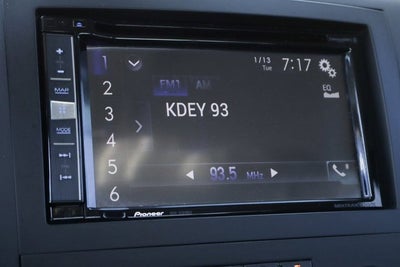 1/13
Tue
7:17
1
2
3
4
5
6
FM1 AM
EQ
KDEY 93
93.5 MHz
MAP
MODE
Pioneer
MIXTRAX